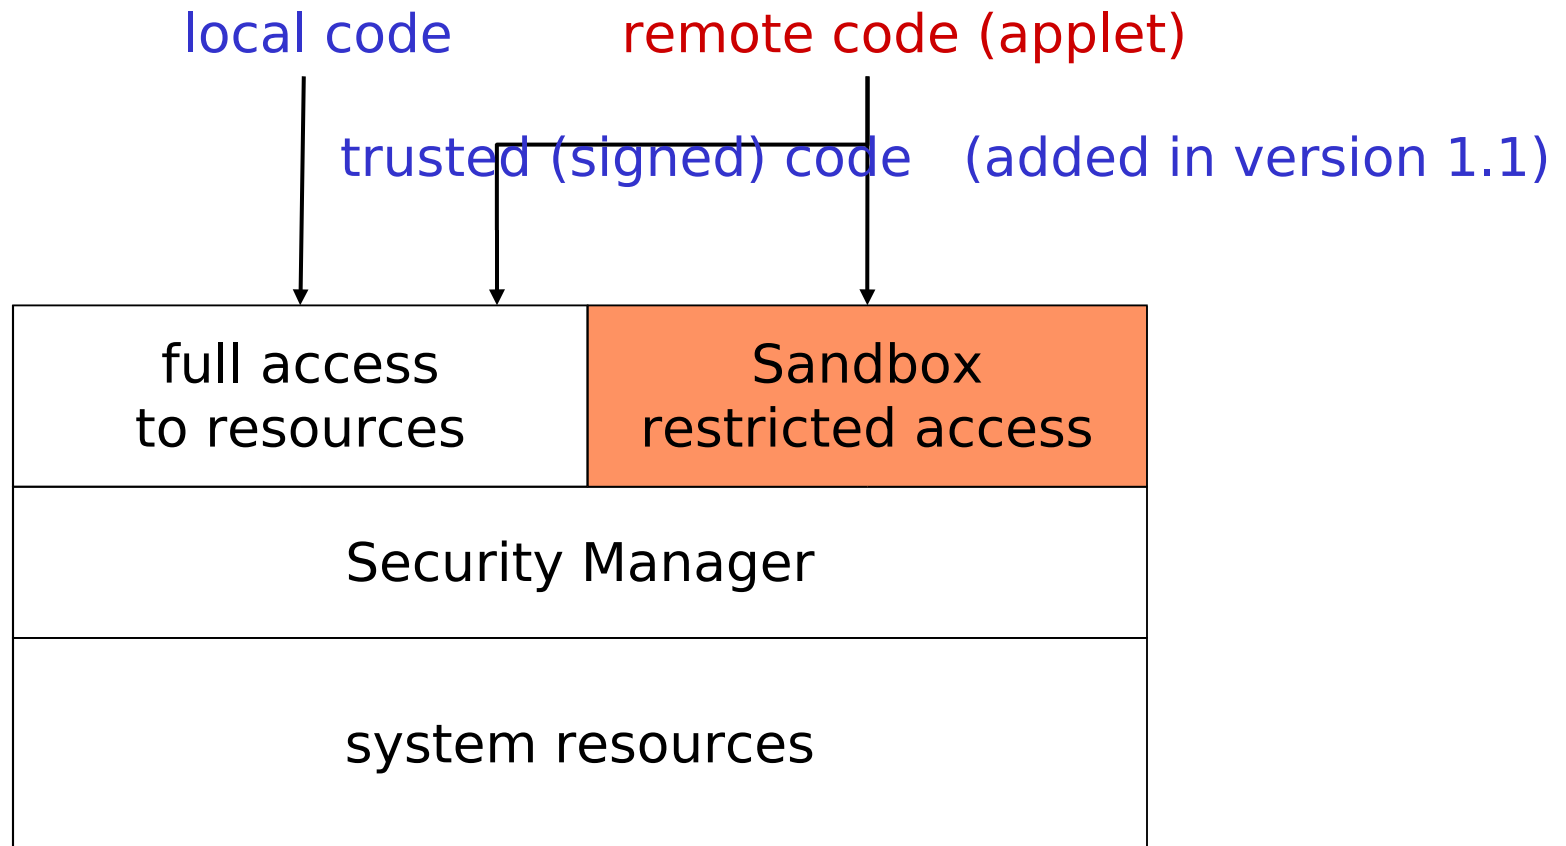 local code
remote code (applet)
trusted (signed) code (added in version 1.1)
full access
to resources
Sandbox
restricted access
Security Manager
system resources